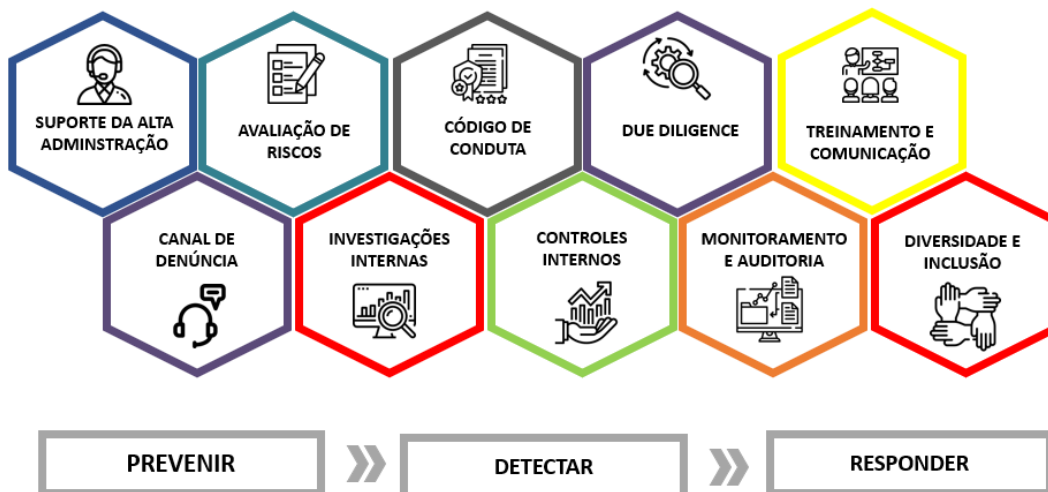 SUPORTE DA ALTA
ADMINSTRAÇÃO
AVALIAÇÃO DE
RISCOS
CÓDIGO DE
CONDUTA
DUE DILIGENCE
TREINAMENTO E
COMUNICAÇÃO
CANAL DE
DENÚNCIA
INVESTIGAÇÕES
INTERNAS
CONTROLES
INTERNOS
MONITORAMENTO
E AUDITORIA
DIVERSIDADE E
INCLUSÃO
PREVENIR
DETECTAR
RESPONDER